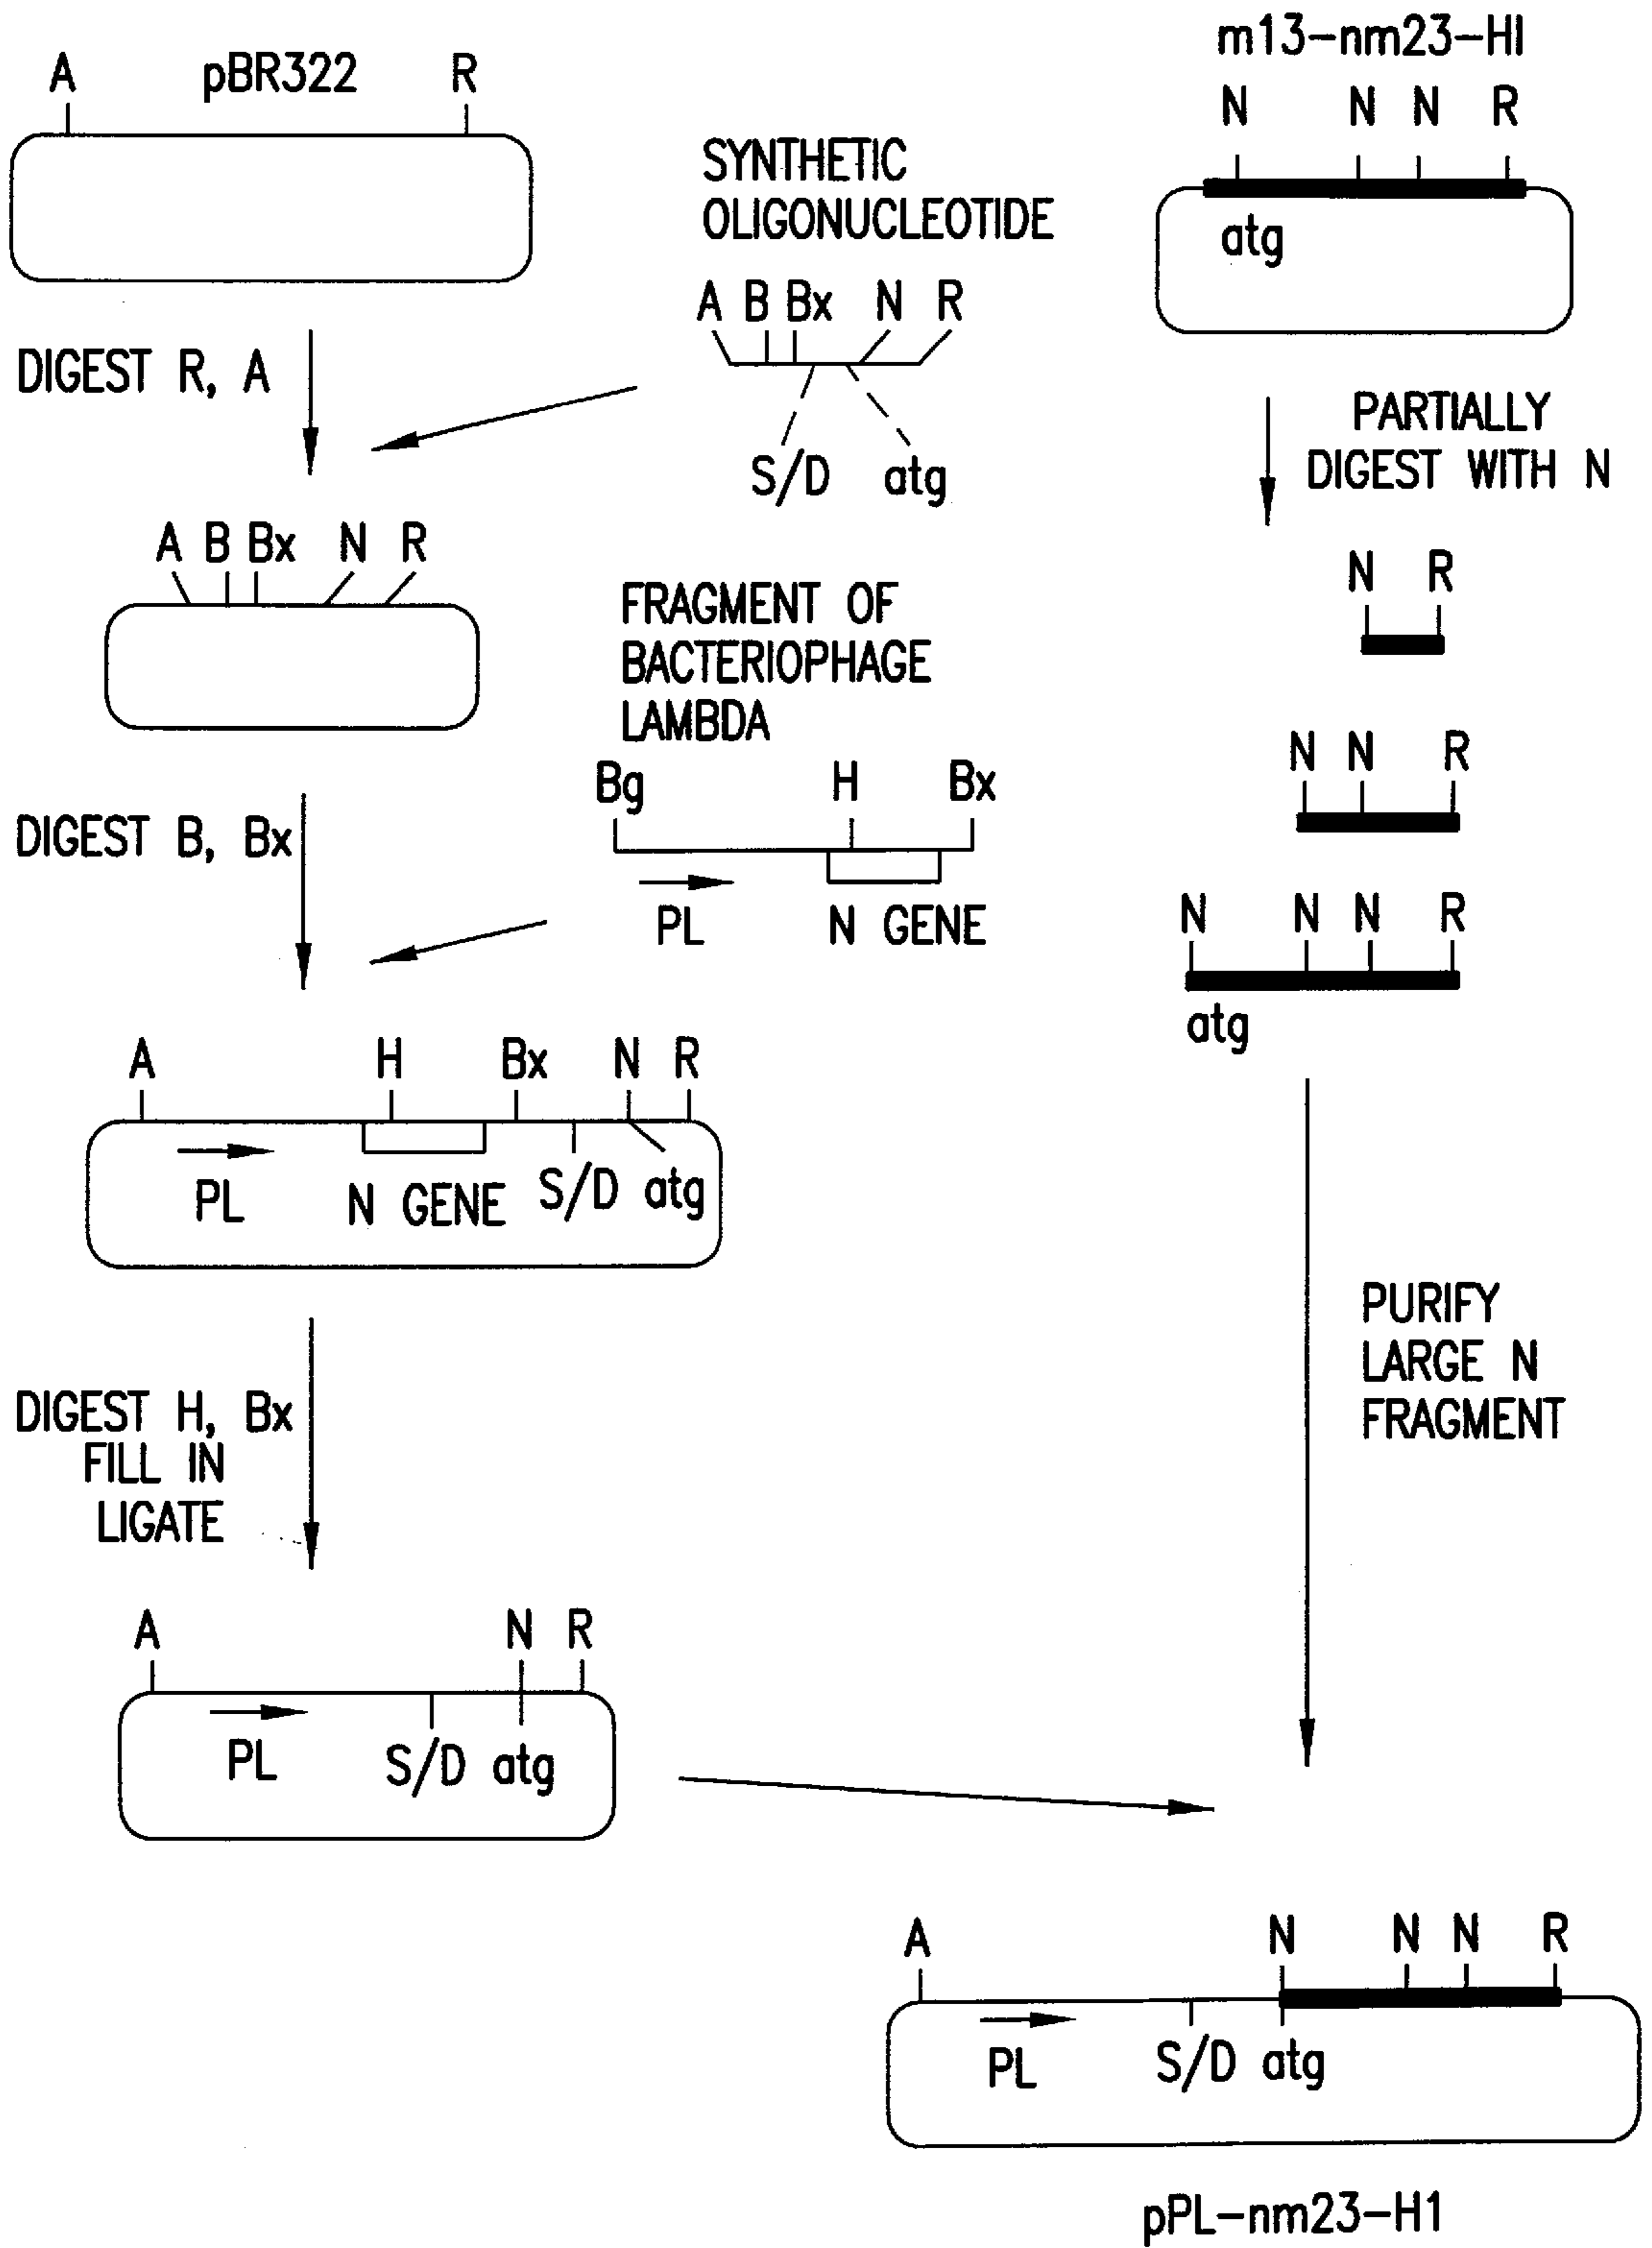 A pBR322 R
DIGEST R, A
SYNTHETIC
OLIGONUCLEOTIDE
A B Bx N R
S/D atg
m13-nm23-HI
N N N R
atg
PARTIALLY
DIGEST WITH N
A B Bx N R
DIGEST B, Bx
FRAGMENT OF
BACTERIOPHAGE
LAMBDA
Bg H Bx
PL N GENE
N R
N N R
N N N R
atg
A H Bx N R
PL N GENE S/D atg
DIGEST H, Bx
FILL IN
LIGATE
PURIFY
LARGE N
FRAGMENT
A N R
PL S/D atg
A N N N R
PL S/D atg
pPL-nm23-H1